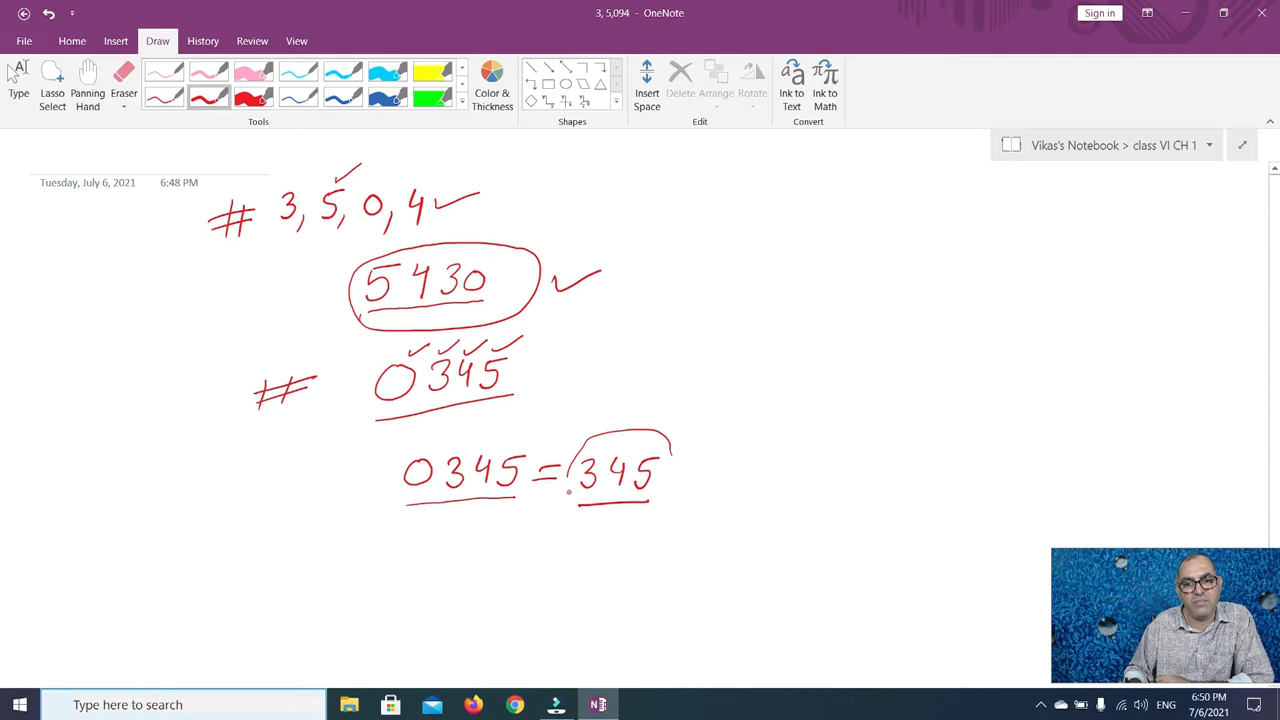 3, 5,094 - OneNote
Sign in
File Home Insert Draw History Review View
Type Lasso Select Panning Hand Eraser Color & Thickness Insert Space Delete Arrange Rotate Ink to Text Ink to Math
Tools Shapes Edit Convert
Vikas's Notebook > class VI CH 1
Tuesday, July 6, 2021 6:48 PM
# 3, 5, 0, 4
5430
# 0345
0345 = 345
Type here to search
ENG
6:50 PM
7/6/2021